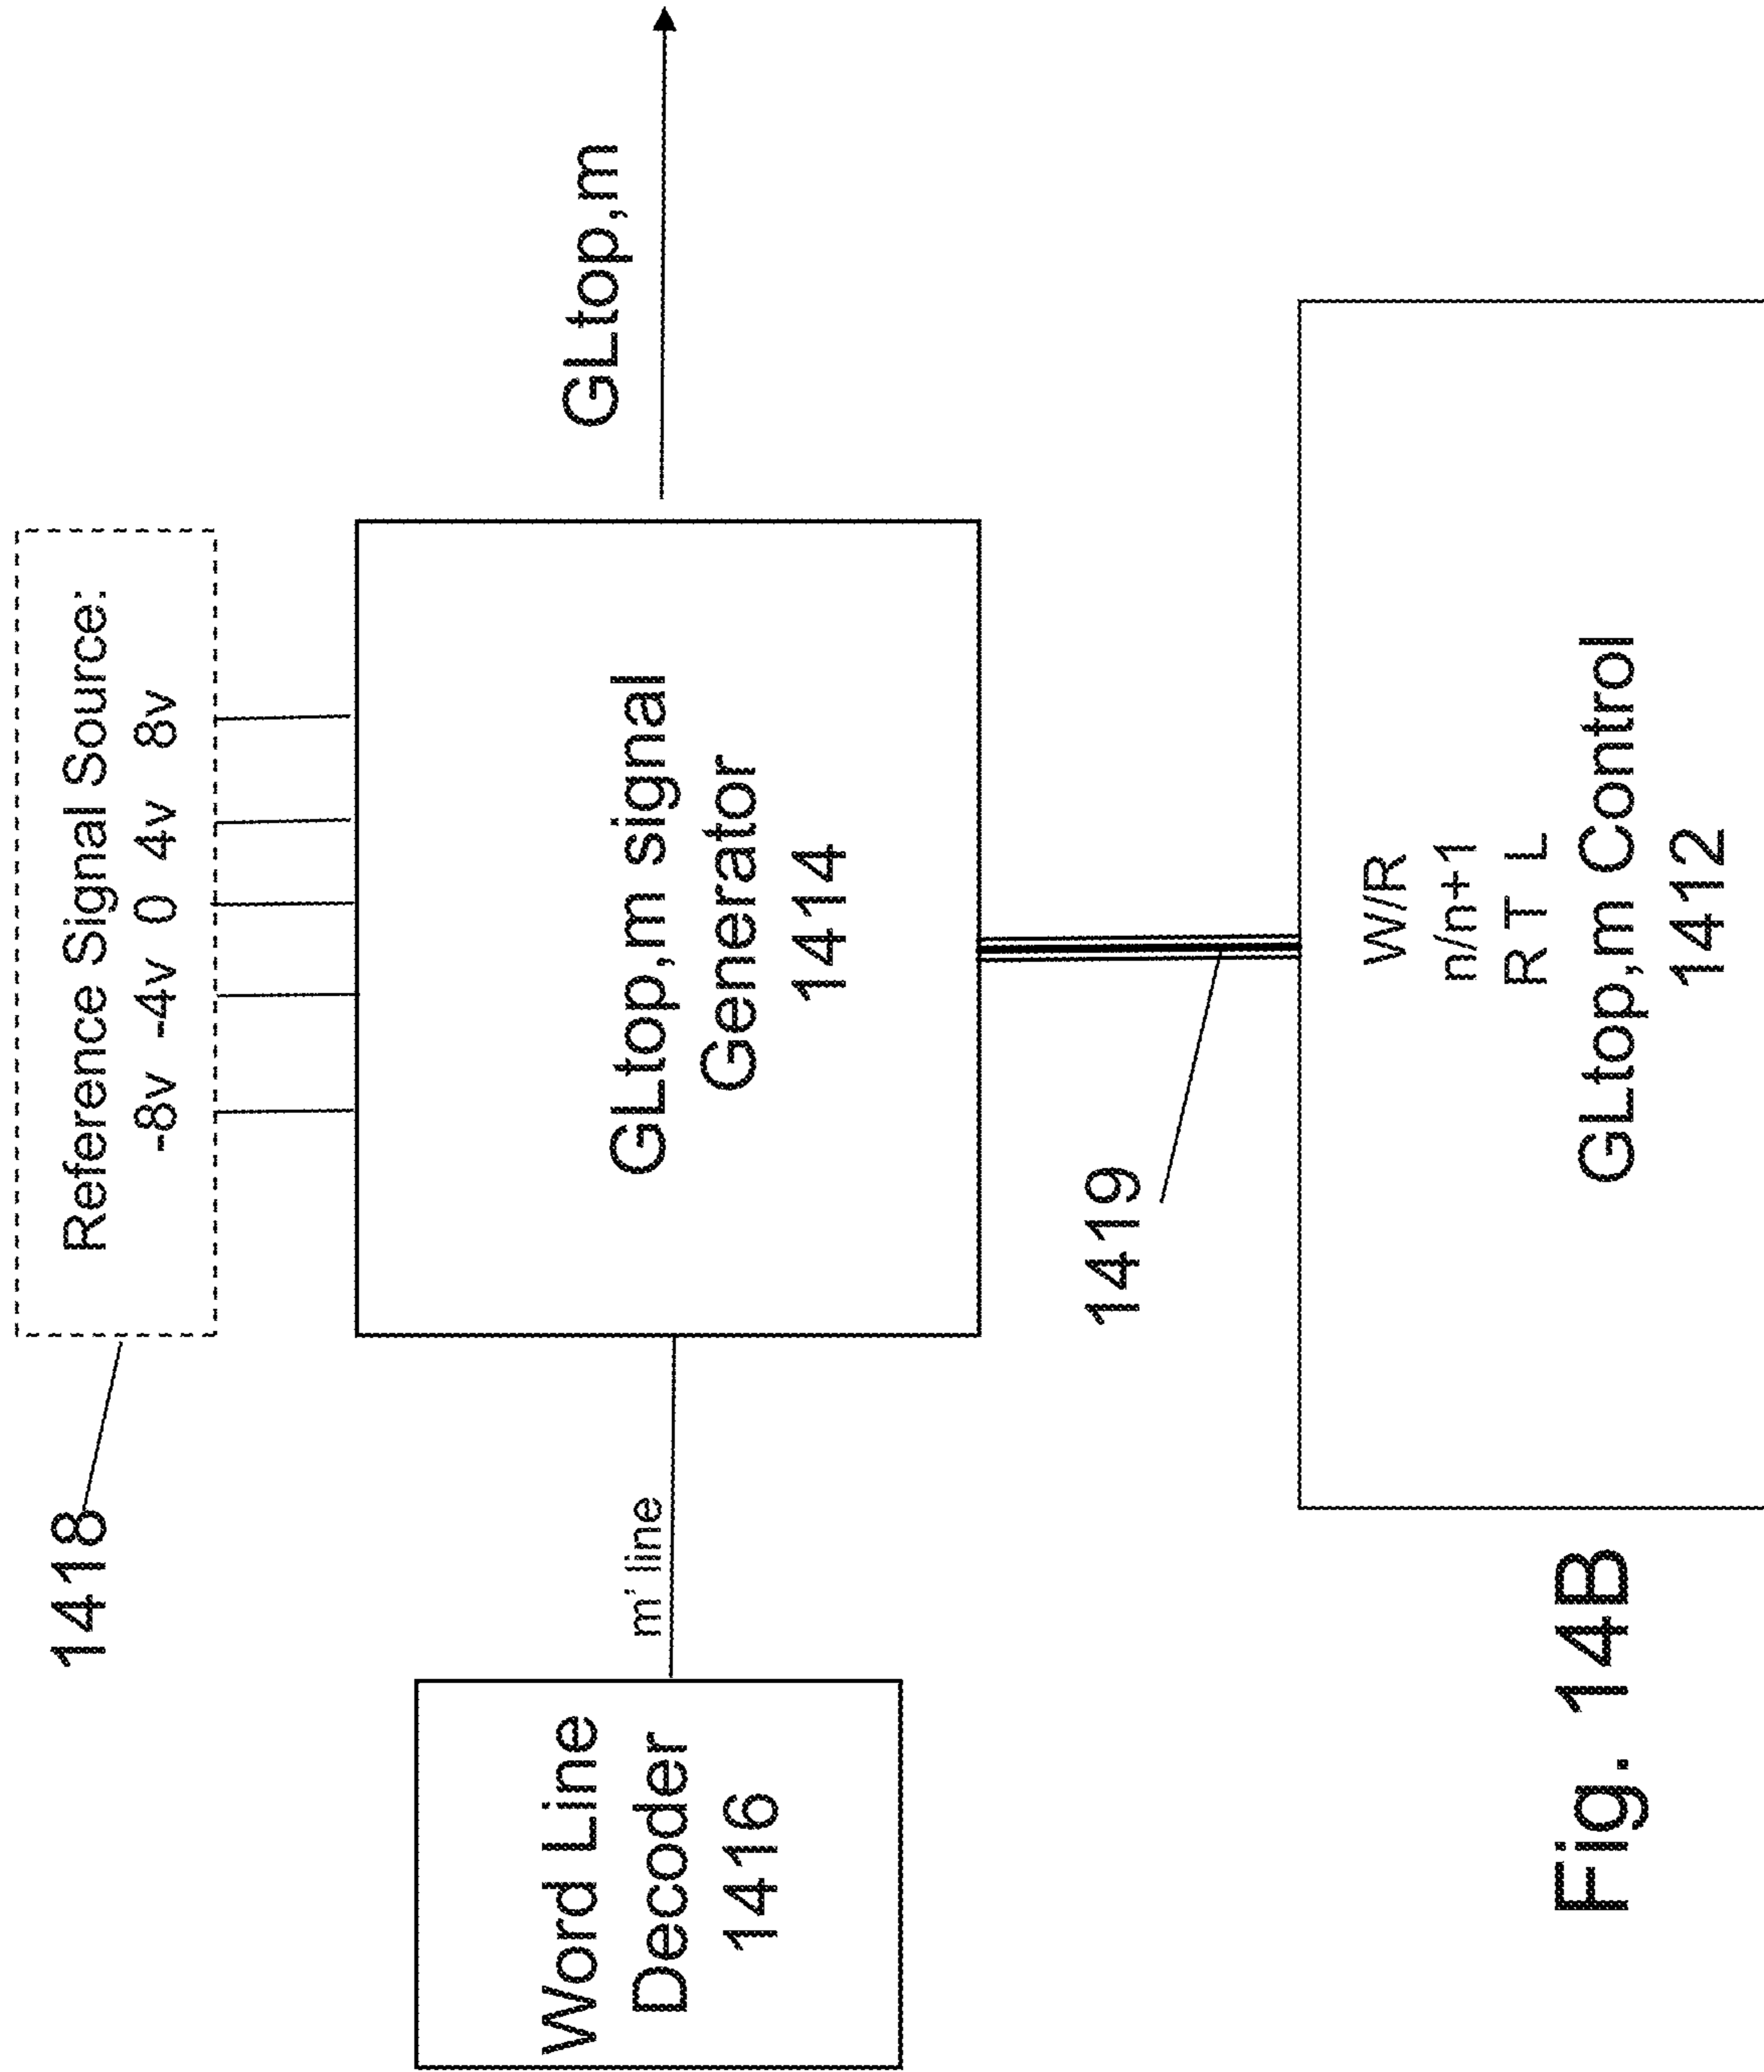 1418
Reference Signal Source:
-8v -4v 0 4v 8v
Word Line
Decoder
1416
m' line
GLtop,m signal
Generator
1414
GLtop,m
1419
W/R
n/n+1
R T L
GLtop,m Control
1412
Fig. 14B